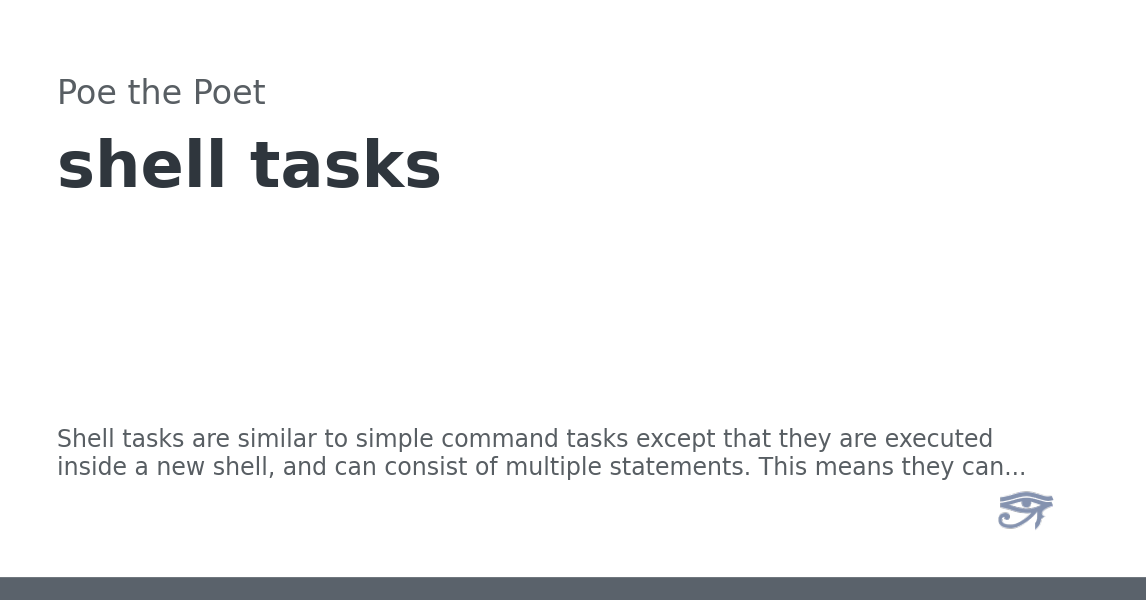 Poe the Poet
shell tasks
Shell tasks are similar to simple command tasks except that they are executed
inside a new shell, and can consist of multiple statements. This means they can...